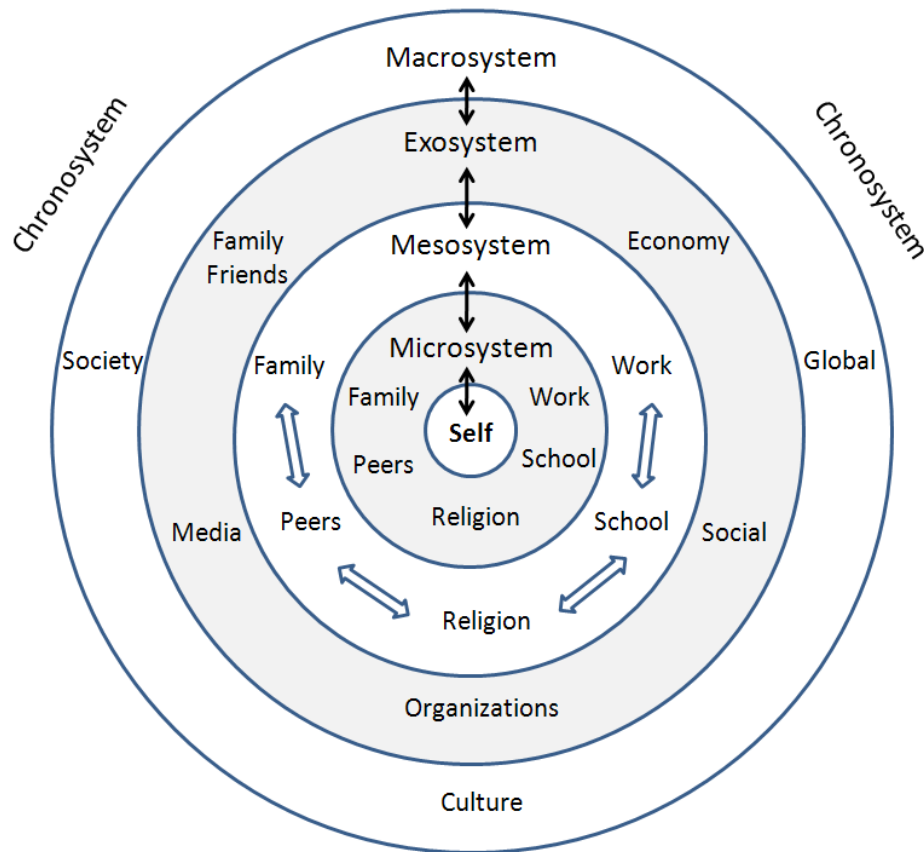 Macrosystem
Chronosystem
Chronosystem
Exosystem
Family
Friends
Economy
Mesosystem
Microsystem
Society
Family
Work
Global
Family
Work
Self
Peers
School
Religion
Media
Peers
School
Social
Religion
Organizations
Culture